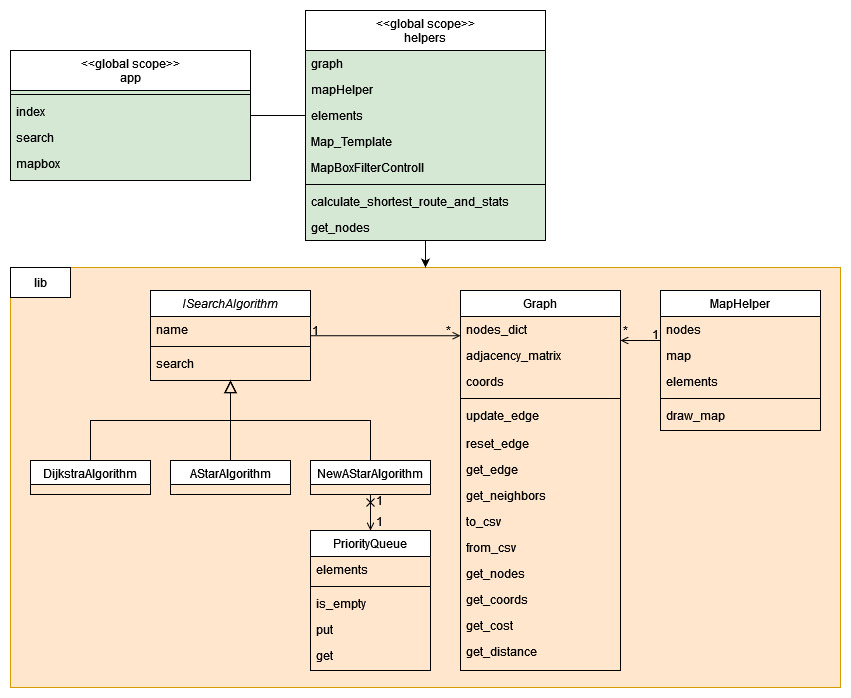 <<global scope>>
helpers
graph
mapHelper
elements
Map_Template
MapBoxFilterControll
calculate_shortest_route_and_stats
get_nodes
<<global scope>>
app
index
search
mapbox
lib
ISearchAlgorithm
name
search
1
*
Graph
nodes_dict
adjacency_matrix
coords
update_edge
reset_edge
get_edge
get_neighbors
to_csv
from_csv
get_nodes
get_coords
get_cost
get_distance
*
1
MapHelper
nodes
map
elements
draw_map
DijkstraAlgorithm
AStarAlgorithm
NewAStarAlgorithm
1
1
PriorityQueue
elements
is_empty
put
get